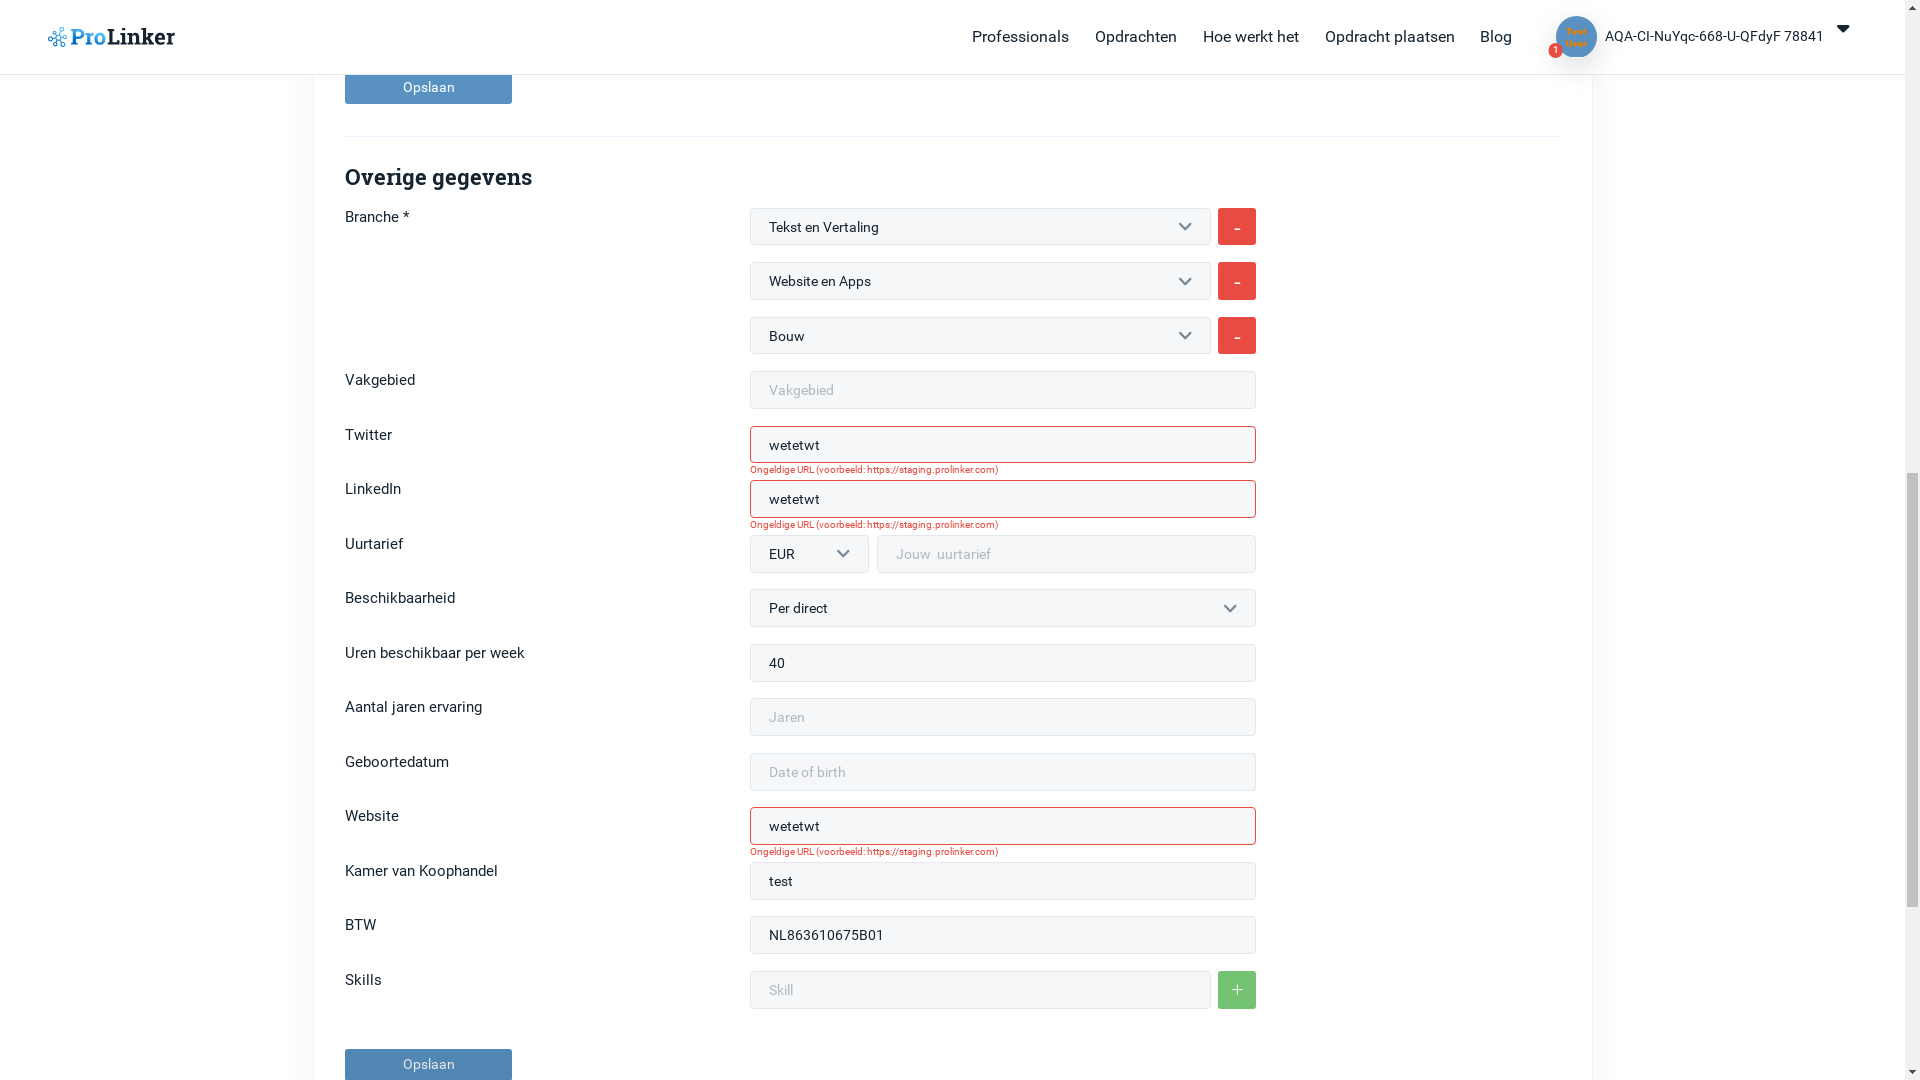 ProLinker
Professionals
Opdrachten
Hoe werkt het
Opdracht plaatsen
Blog
1
AQA-CI-NuYqc-668-U-QFdyF 78841
Opslaan
Overige gegevens
Branche *
Tekst en Vertaling
-
Website en Apps
-
Bouw
-
Vakgebied
Vakgebied
Twitter
wetetwt
Ongeldige URL (voorbeeld: https://staging.prolinker.com)
LinkedIn
wetetwt
Ongeldige URL (voorbeeld: https://staging.prolinker.com)
Uurtarief
EUR
Jouw uurtarief
Beschikbaarheid
Per direct
Uren beschikbaar per week
40
Aantal jaren ervaring
Jaren
Geboortedatum
Date of birth
Website
wetetwt
Ongeldige URL (voorbeeld: https://staging.prolinker.com)
Kamer van Koophandel
test
BTW
NL863610675B01
Skills
Skill
+
Opslaan